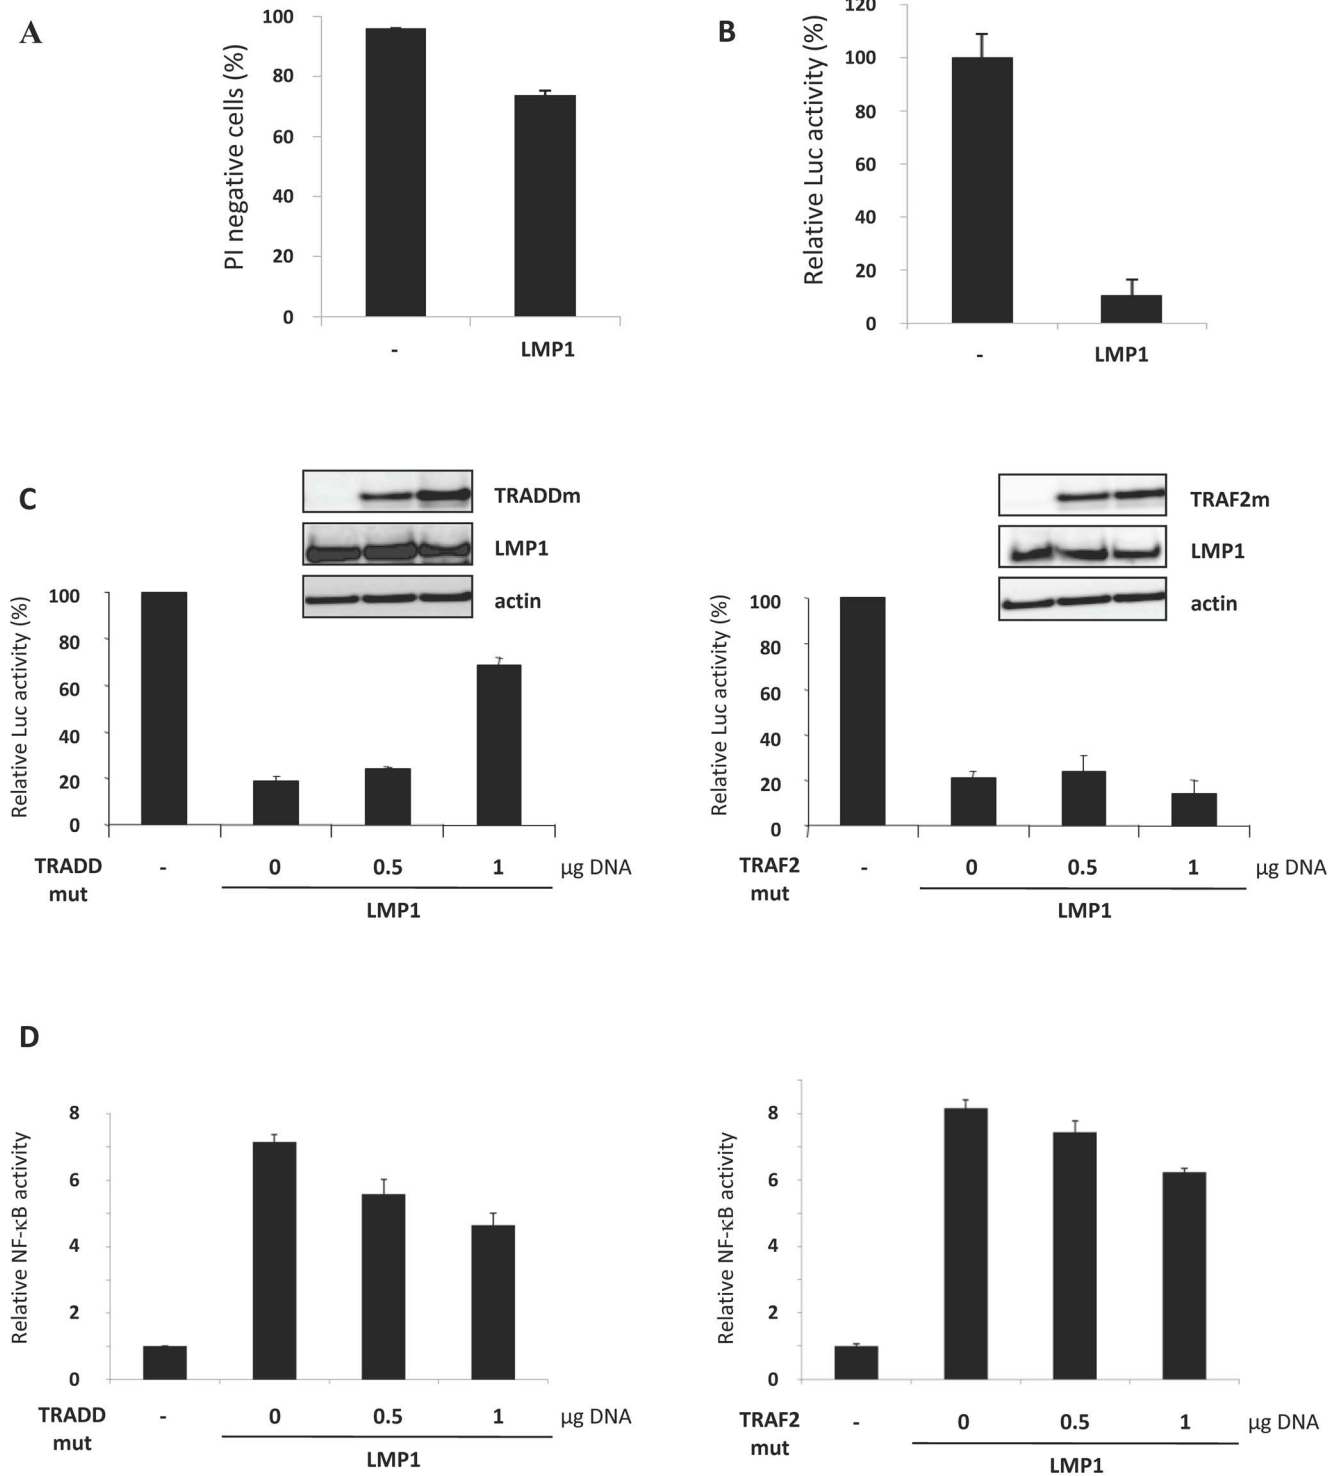 A
PI negative cells (%)
100
80
60
40
20
0
-
LMP1
B
Relative Luc activity (%)
120
100
80
60
40
20
0
-
LMP1
C
TRADDm
LMP1
actin
Relative Luc activity (%)
100
80
60
40
20
0
TRADD mut
- 0 0.5 1 µg DNA
LMP1
TRAF2m
LMP1
actin
Relative Luc activity (%)
100
80
60
40
20
0
TRAF2 mut
- 0 0.5 1 µg DNA
LMP1
D
Relative NF-κB activity
8
6
4
2
0
TRADD mut
- 0 0.5 1 µg DNA
LMP1
Relative NF-κB activity
8
6
4
2
0
TRAF2 mut
- 0 0.5 1 µg DNA
LMP1